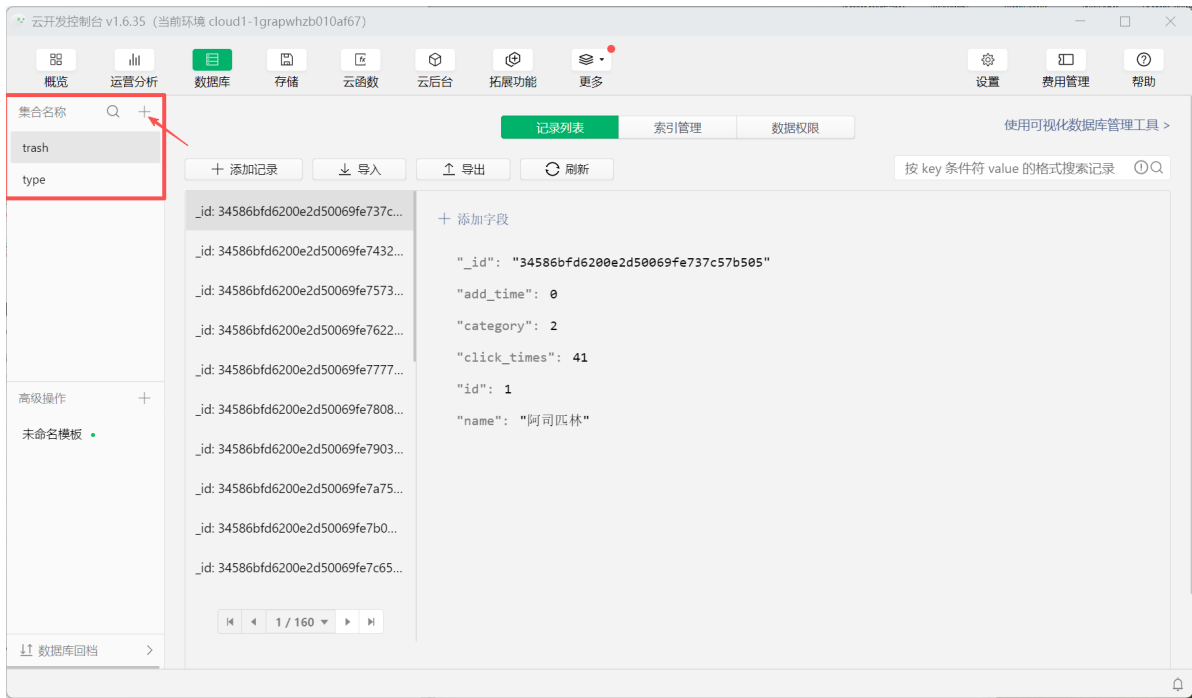 云开发控制台 v1.6.35（当前环境 cloud1-1grapwhzb010af67）
概览 运营分析 数据库 存储 云函数 云后台 拓展功能 更多 设置 费用管理 帮助
集合名称
trash
type
记录列表 索引管理 数据权限 使用可视化数据库管理工具 >
添加记录 导入 导出 刷新 按 key 条件符 value 的格式搜索记录
_id: 34586bfd6200e2d50069fe737c...
_id: 34586bfd6200e2d50069fe7432...
_id: 34586bfd6200e2d50069fe7573...
_id: 34586bfd6200e2d50069fe7622...
_id: 34586bfd6200e2d50069fe7777...
_id: 34586bfd6200e2d50069fe7808...
_id: 34586bfd6200e2d50069fe7903...
_id: 34586bfd6200e2d50069fe7a75...
_id: 34586bfd6200e2d50069fe7b0...
_id: 34586bfd6200e2d50069fe7c65...
1 / 160
添加字段
"_id": "34586bfd6200e2d50069fe737c57b505"
"add_time": 0
"category": 2
"click_times": 41
"id": 1
"name": "阿司匹林"
高级操作
未命名模板
数据库回档